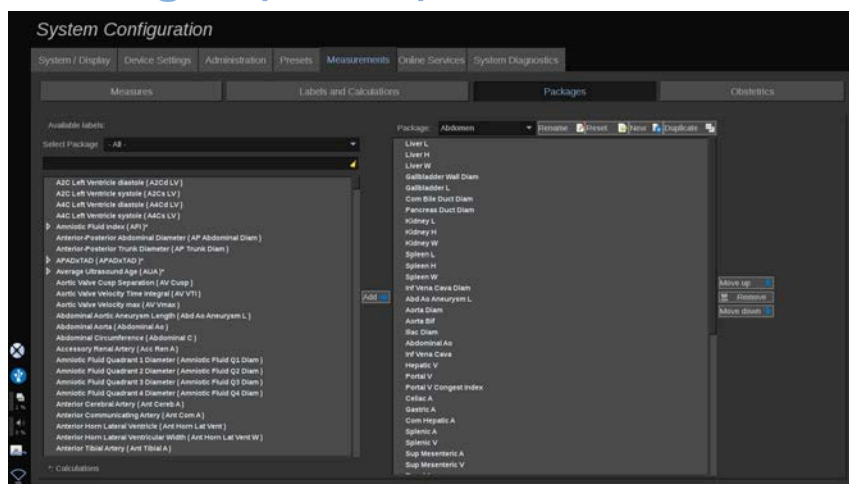 System Configuration
System / Display
Device Settings
Administration
Presets
Measurements
Online Services
System Diagnostics
Measures
Labels and Calculations
Packages
Obstetrics
Available labels:
Select Package - All -
A2C Left Ventricle diastole ( A2Cd LV )
A2C Left Ventricle systole ( A2Cs LV )
A4C Left Ventricle diastole ( A4Cd LV )
A4C Left Ventricle systole ( A4Cs LV )
Amniotic Fluid Index ( AFI )*
Anterior-Posterior Abdominal Diameter ( AP Abdominal Diam )
Anterior-Posterior Trunk Diameter ( AP Trunk Diam )
APADxTAD ( APADxTAD )*
Average Ultrasound Age ( AUA )*
Aortic Valve Cusp Separation ( AV Cusp )
Aortic Valve Velocity Time Integral ( AV VTI )
Aortic Valve Velocity max ( AV Vmax )
Abdominal Aortic Aneurysm Length ( Abd Ao Aneurysm L )
Abdominal Aorta ( Abdominal Ao )
Abdominal Circumference ( Abdominal C )
Accessory Renal Artery ( Acc Ren A )
Amniotic Fluid Quadrant 1 Diameter ( Amniotic Fluid Q1 Diam )
Amniotic Fluid Quadrant 2 Diameter ( Amniotic Fluid Q2 Diam )
Amniotic Fluid Quadrant 3 Diameter ( Amniotic Fluid Q3 Diam )
Amniotic Fluid Quadrant 4 Diameter ( Amniotic Fluid Q4 Diam )
Anterior Cerebral Artery ( Ant Cereb A )
Anterior Communicating Artery ( Ant Com A )
Anterior Horn Lateral Ventricle ( Ant Horn Lat Vent )
Anterior Horn Lateral Ventricular Width ( Ant Horn Lat Vent W )
Anterior Tibial Artery ( Ant Tibial A )
*: Calculations
Add
Package: Abdomen
Rename
Reset
New
Duplicate
Liver L
Liver H
Liver W
Gallbladder Wall Diam
Gallbladder L
Com Bile Duct Diam
Pancreas Duct Diam
Kidney L
Kidney H
Kidney W
Spleen L
Spleen H
Spleen W
Inf Vena Cava Diam
Abd Ao Aneurysm L
Aorta Diam
Aorta Bif
Iliac Diam
Abdominal Ao
Inf Vena Cava
Hepatic V
Portal V
Portal V Congest Index
Celiac A
Gastric A
Com Hepatic A
Splenic A
Splenic V
Sup Mesenteric A
Sup Mesenteric V
Move up
Remove
Move down